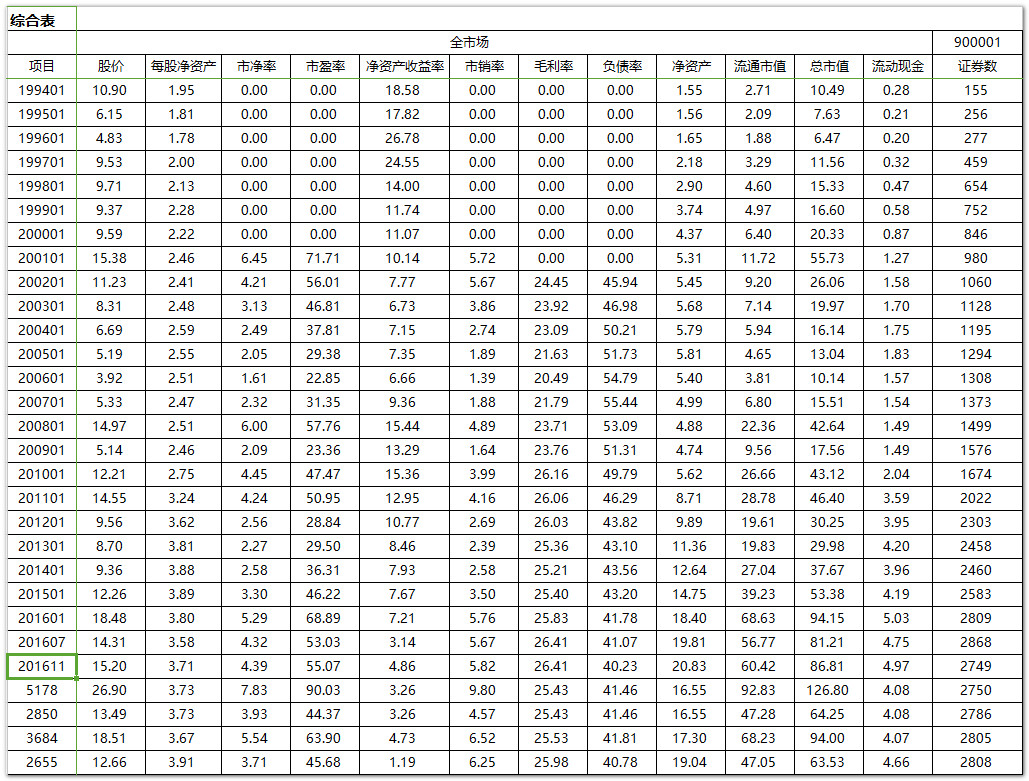 综合表
全市场 900001
项目 股价 每股净资产 市净率 市盈率 净资产收益率 市销率 毛利率 负债率 净资产 流通市值 总市值 流动现金 证券数
199401 10.90 1.95 0.00 0.00 18.58 0.00 0.00 0.00 1.55 2.71 10.49 0.28 155
199501 6.15 1.81 0.00 0.00 17.82 0.00 0.00 0.00 1.56 2.09 7.63 0.21 256
199601 4.83 1.78 0.00 0.00 26.78 0.00 0.00 0.00 1.65 1.88 6.47 0.20 277
199701 9.53 2.00 0.00 0.00 24.55 0.00 0.00 0.00 2.18 3.29 11.56 0.32 459
199801 9.71 2.13 0.00 0.00 14.00 0.00 0.00 0.00 2.90 4.60 15.33 0.47 654
199901 9.37 2.28 0.00 0.00 11.74 0.00 0.00 0.00 3.74 4.97 16.60 0.58 752
200001 9.59 2.22 0.00 0.00 11.07 0.00 0.00 0.00 4.37 6.40 20.33 0.87 846
200101 15.38 2.46 6.45 71.71 10.14 5.72 0.00 0.00 5.31 11.72 55.73 1.27 980
200201 11.23 2.41 4.21 56.01 7.77 5.67 24.45 45.94 5.45 9.20 26.06 1.58 1060
200301 8.31 2.48 3.13 46.81 6.73 3.86 23.92 46.98 5.68 7.14 19.97 1.70 1128
200401 6.69 2.59 2.49 37.81 7.15 2.74 23.09 50.21 5.79 5.94 16.14 1.75 1195
200501 5.19 2.55 2.05 29.38 7.35 1.89 21.63 51.73 5.81 4.65 13.04 1.83 1294
200601 3.92 2.51 1.61 22.85 6.66 1.39 20.49 54.79 5.40 3.81 10.14 1.57 1308
200701 5.33 2.47 2.32 31.35 9.36 1.88 21.79 55.44 4.99 6.80 15.51 1.54 1373
200801 14.97 2.51 6.00 57.76 15.44 4.89 23.71 53.09 4.88 22.36 42.64 1.49 1499
200901 5.14 2.46 2.09 23.36 13.29 1.64 23.76 51.31 4.74 9.56 17.56 1.49 1576
201001 12.21 2.75 4.45 47.47 15.36 3.99 26.16 49.79 5.62 26.66 43.12 2.04 1674
201101 14.55 3.24 4.24 50.95 12.95 4.16 26.06 46.29 8.71 28.78 46.40 3.59 2022
201201 9.56 3.62 2.56 28.84 10.77 2.69 26.03 43.82 9.89 19.61 30.25 3.95 2303
201301 8.70 3.81 2.27 29.50 8.46 2.39 25.36 43.10 11.36 19.83 29.98 4.20 2458
201401 9.36 3.88 2.58 36.31 7.93 2.58 25.21 43.56 12.64 27.04 37.67 3.96 2460
201501 12.26 3.89 3.30 46.22 7.67 3.50 25.40 43.20 14.75 39.23 53.38 4.19 2583
201601 18.48 3.80 5.29 68.89 7.21 5.76 25.83 41.78 18.40 68.63 94.15 5.03 2809
201607 14.31 3.58 4.32 53.03 3.14 5.67 26.41 41.07 19.81 56.77 81.21 4.75 2868
201611 15.20 3.71 4.39 55.07 4.86 5.82 26.41 40.23 20.83 60.42 86.81 4.97 2749
5178 26.90 3.73 7.83 90.03 3.26 9.80 25.43 41.46 16.55 92.83 126.80 4.08 2750
2850 13.49 3.73 3.93 44.37 3.26 4.57 25.43 41.46 16.55 47.28 64.25 4.08 2786
3684 18.51 3.67 5.54 63.90 4.73 6.52 25.53 41.81 17.30 68.23 94.00 4.07 2805
2655 12.66 3.91 3.71 45.68 1.19 6.25 25.98 40.78 19.04 47.05 63.53 4.66 2808